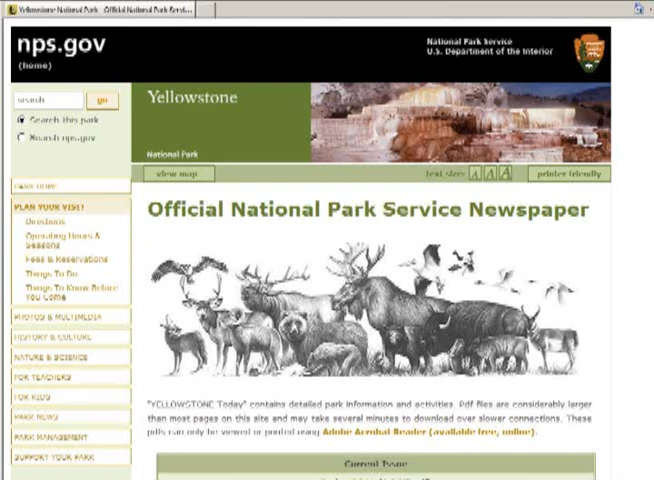 Yellowstone National Park - Official National Park Servi...
nps.gov
(home)
National Park Service
U.S. Department of the Interior
search
go
Search this park
Search nps.gov
Yellowstone
National Park
view map
text size: A A A
printer friendly
PARK HOME
PLAN YOUR VISIT
Directions
Operating Hours &
Seasons
Fees & Reservations
Things To Do
Things To Know Before
You Come
PHOTOS & MULTIMEDIA
HISTORY & CULTURE
NATURE & SCIENCE
FOR TEACHERS
FOR KIDS
PARK NEWS
PARK MANAGEMENT
SUPPORT YOUR PARK
Official National Park Service Newspaper
"YELLOWSTONE Today" contains detailed park information and activities. Pdf files are considerably larger
than most pages on this site and may take several minutes to download over slower connections. These
pdfs can only be viewed or printed using Adobe Acrobat Reader (available free, online).
Current Issue